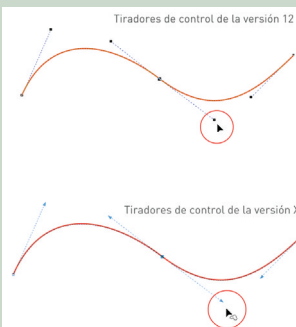 Tiradores de control de la versión 12
Tiradores de control de la versión X